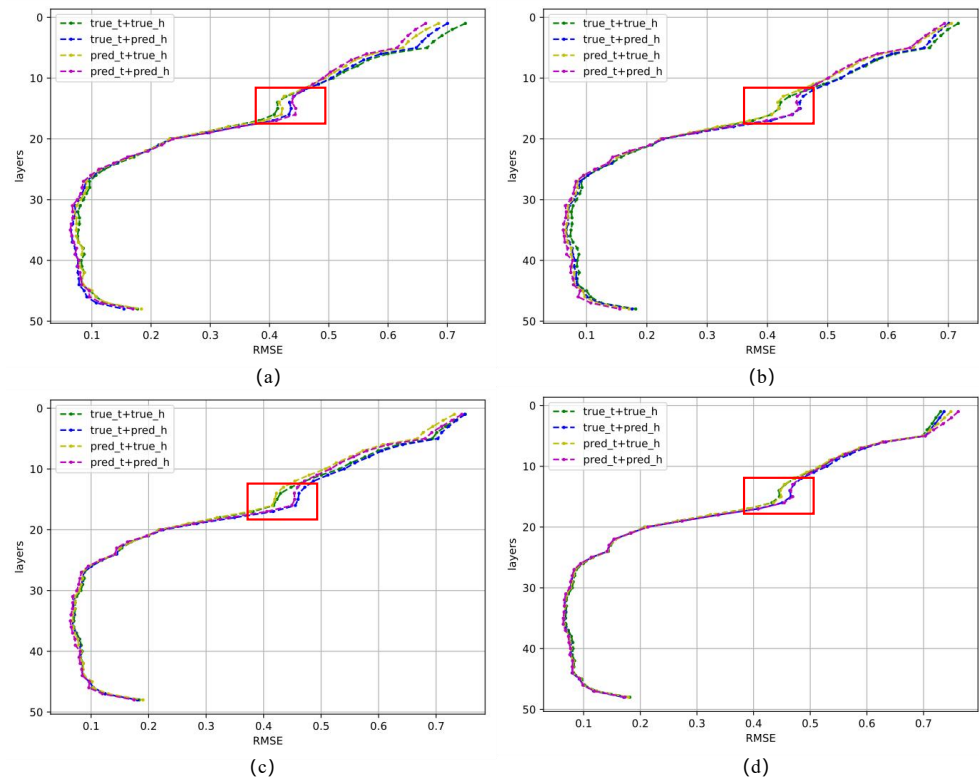 0
10
20
30
40
50
layers
true_t+true_h
true_t+pred_h
pred_t+true_h
pred_t+pred_h
0.1 0.2 0.3 0.4 0.5 0.6 0.7
RMSE
(a)
0
10
20
30
40
50
layers
true_t+true_h
true_t+pred_h
pred_t+true_h
pred_t+pred_h
0.1 0.2 0.3 0.4 0.5 0.6 0.7
RMSE
(b)
0
10
20
30
40
50
layers
true_t+true_h
true_t+pred_h
pred_t+true_h
pred_t+pred_h
0.1 0.2 0.3 0.4 0.5 0.6 0.7
RMSE
(c)
0
10
20
30
40
50
layers
true_t+true_h
true_t+pred_h
pred_t+true_h
pred_t+pred_h
0.1 0.2 0.3 0.4 0.5 0.6 0.7
RMSE
(d)